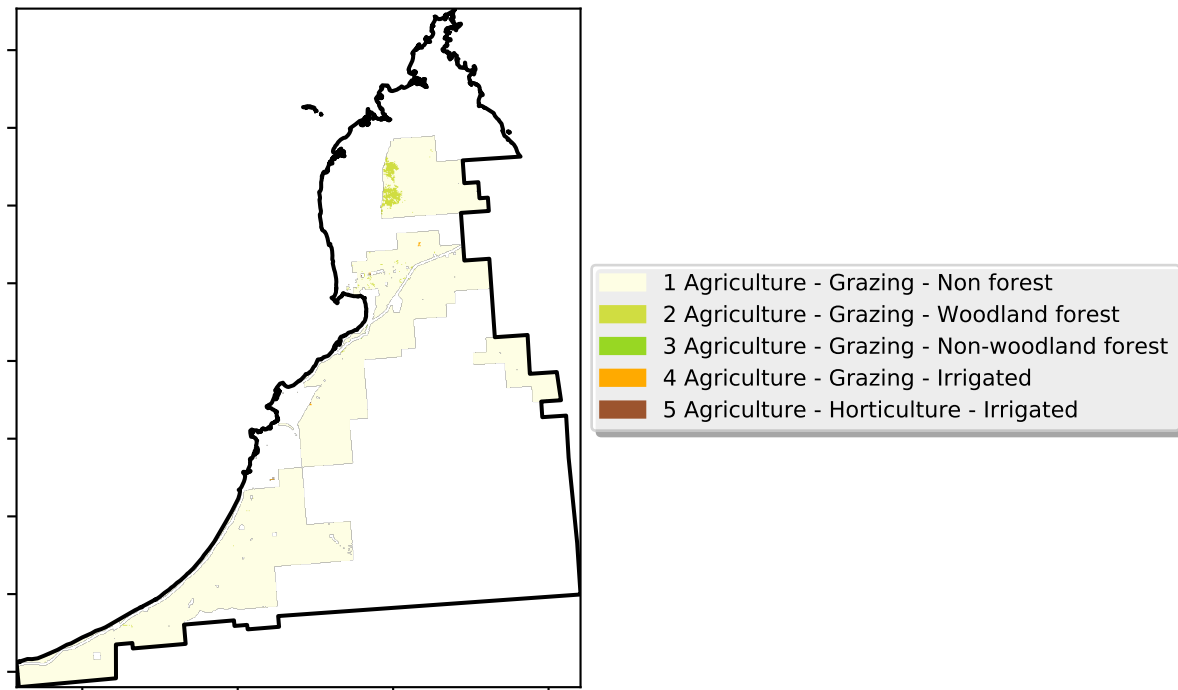 1 Agriculture - Grazing - Non forest
2 Agriculture - Grazing - Woodland forest
3 Agriculture - Grazing - Non-woodland forest
4 Agriculture - Grazing - Irrigated
5 Agriculture - Horticulture - Irrigated